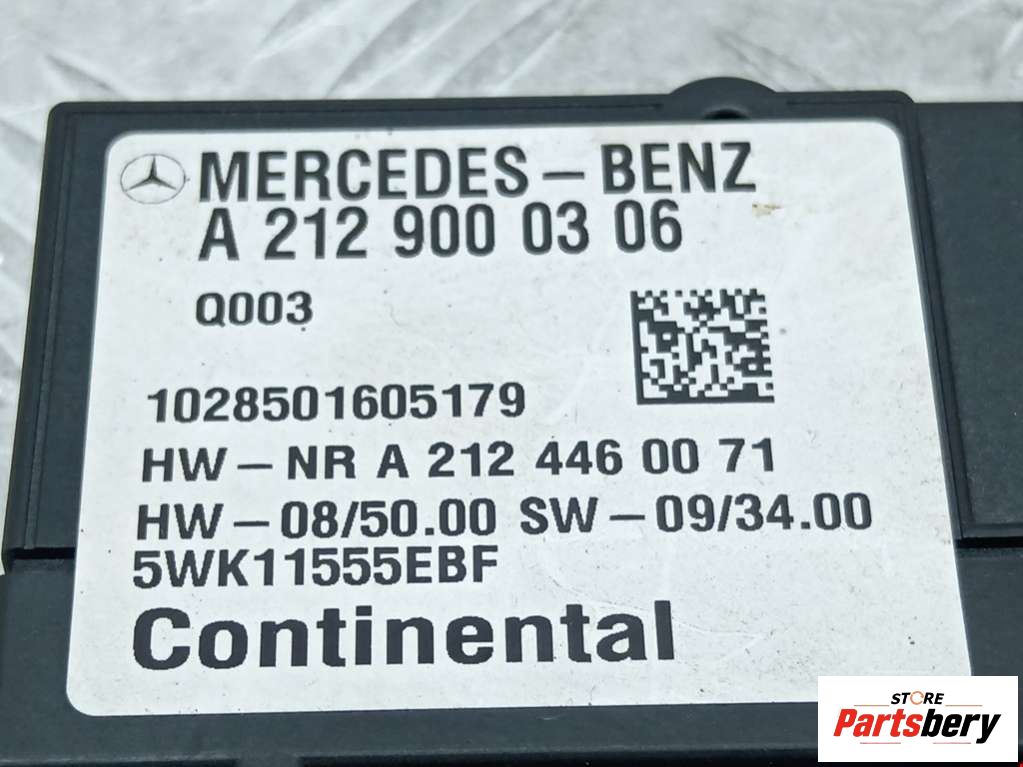 MERCEDES-BENZ
A 212 900 03 06
Q003
1028501605179
HW-NR A 212 446 00 71
HW-08/50.00 SW-09/34.00
5WK11555EBF
Continental
STORE
Partsbery